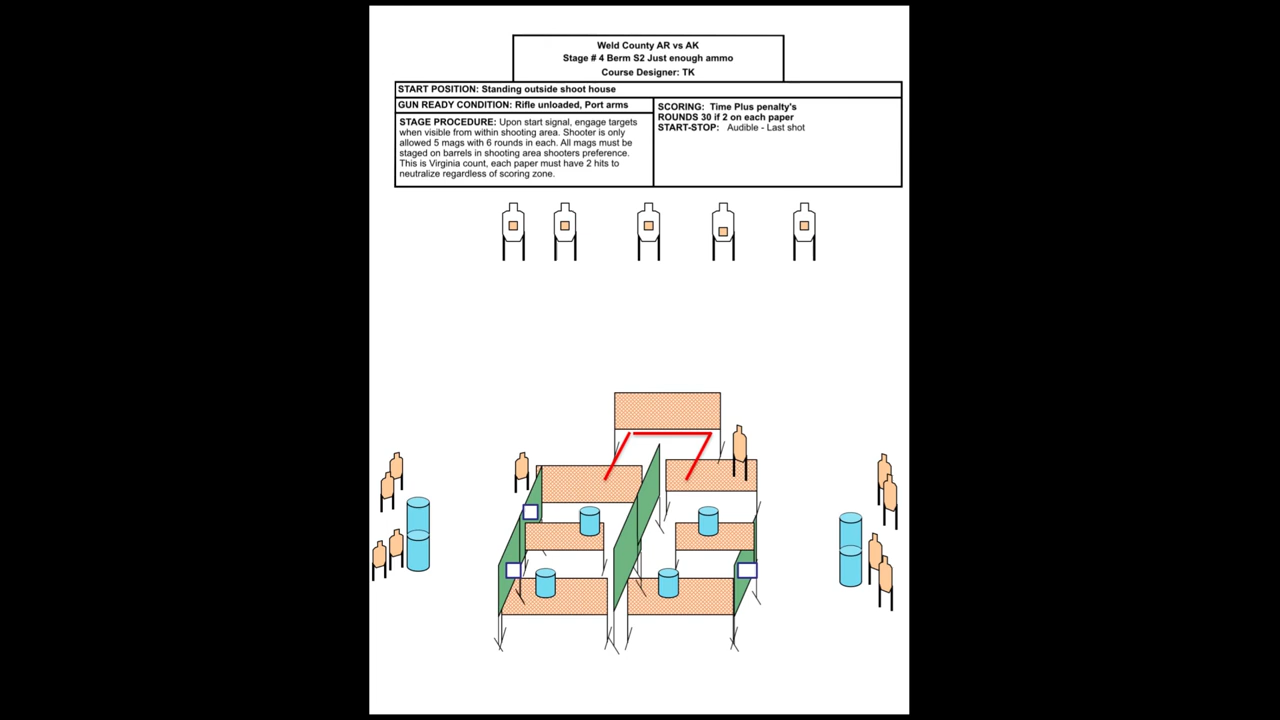 Weld County AR vs AK
Stage # 4 Berm S2 Just enough ammo
Course Designer: TK
START POSITION: Standing outside shoot house
GUN READY CONDITION: Rifle unloaded, Port arms
STAGE PROCEDURE: Upon start signal, engage targets
when visible from within shooting area. Shooter is only
allowed 5 mags with 6 rounds in each. All mags must be
staged on barrels in shooting area shooters preference.
This is Virginia count, each paper must have 2 hits to
neutralize regardless of scoring zone.
SCORING: Time Plus penalty's
ROUNDS 30 if 2 on each paper
START-STOP: Audible - Last shot